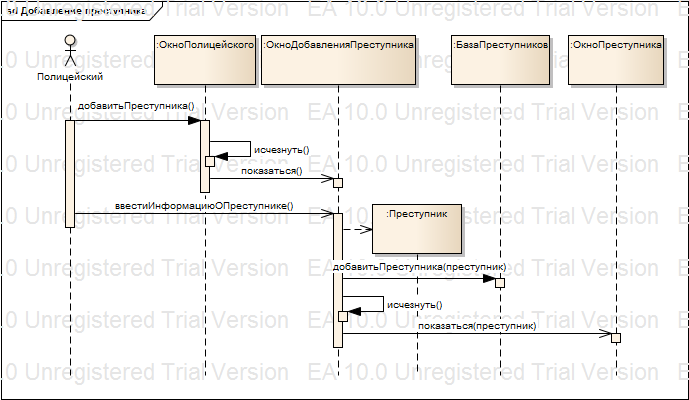 sd Добавление преступника
:ОкноПолицейского
:ОкноДобавленияПреступника
:БазаПреступников
:ОкноПреступника
Полицейский
добавитьПреступника()
исчезнуть()
показаться()
ввестиИнформациюОПреступнике()
:Преступник
добавитьПреступника(преступник)
исчезнуть()
показаться(преступник)
EA 10.0 Unregistered Trial Version